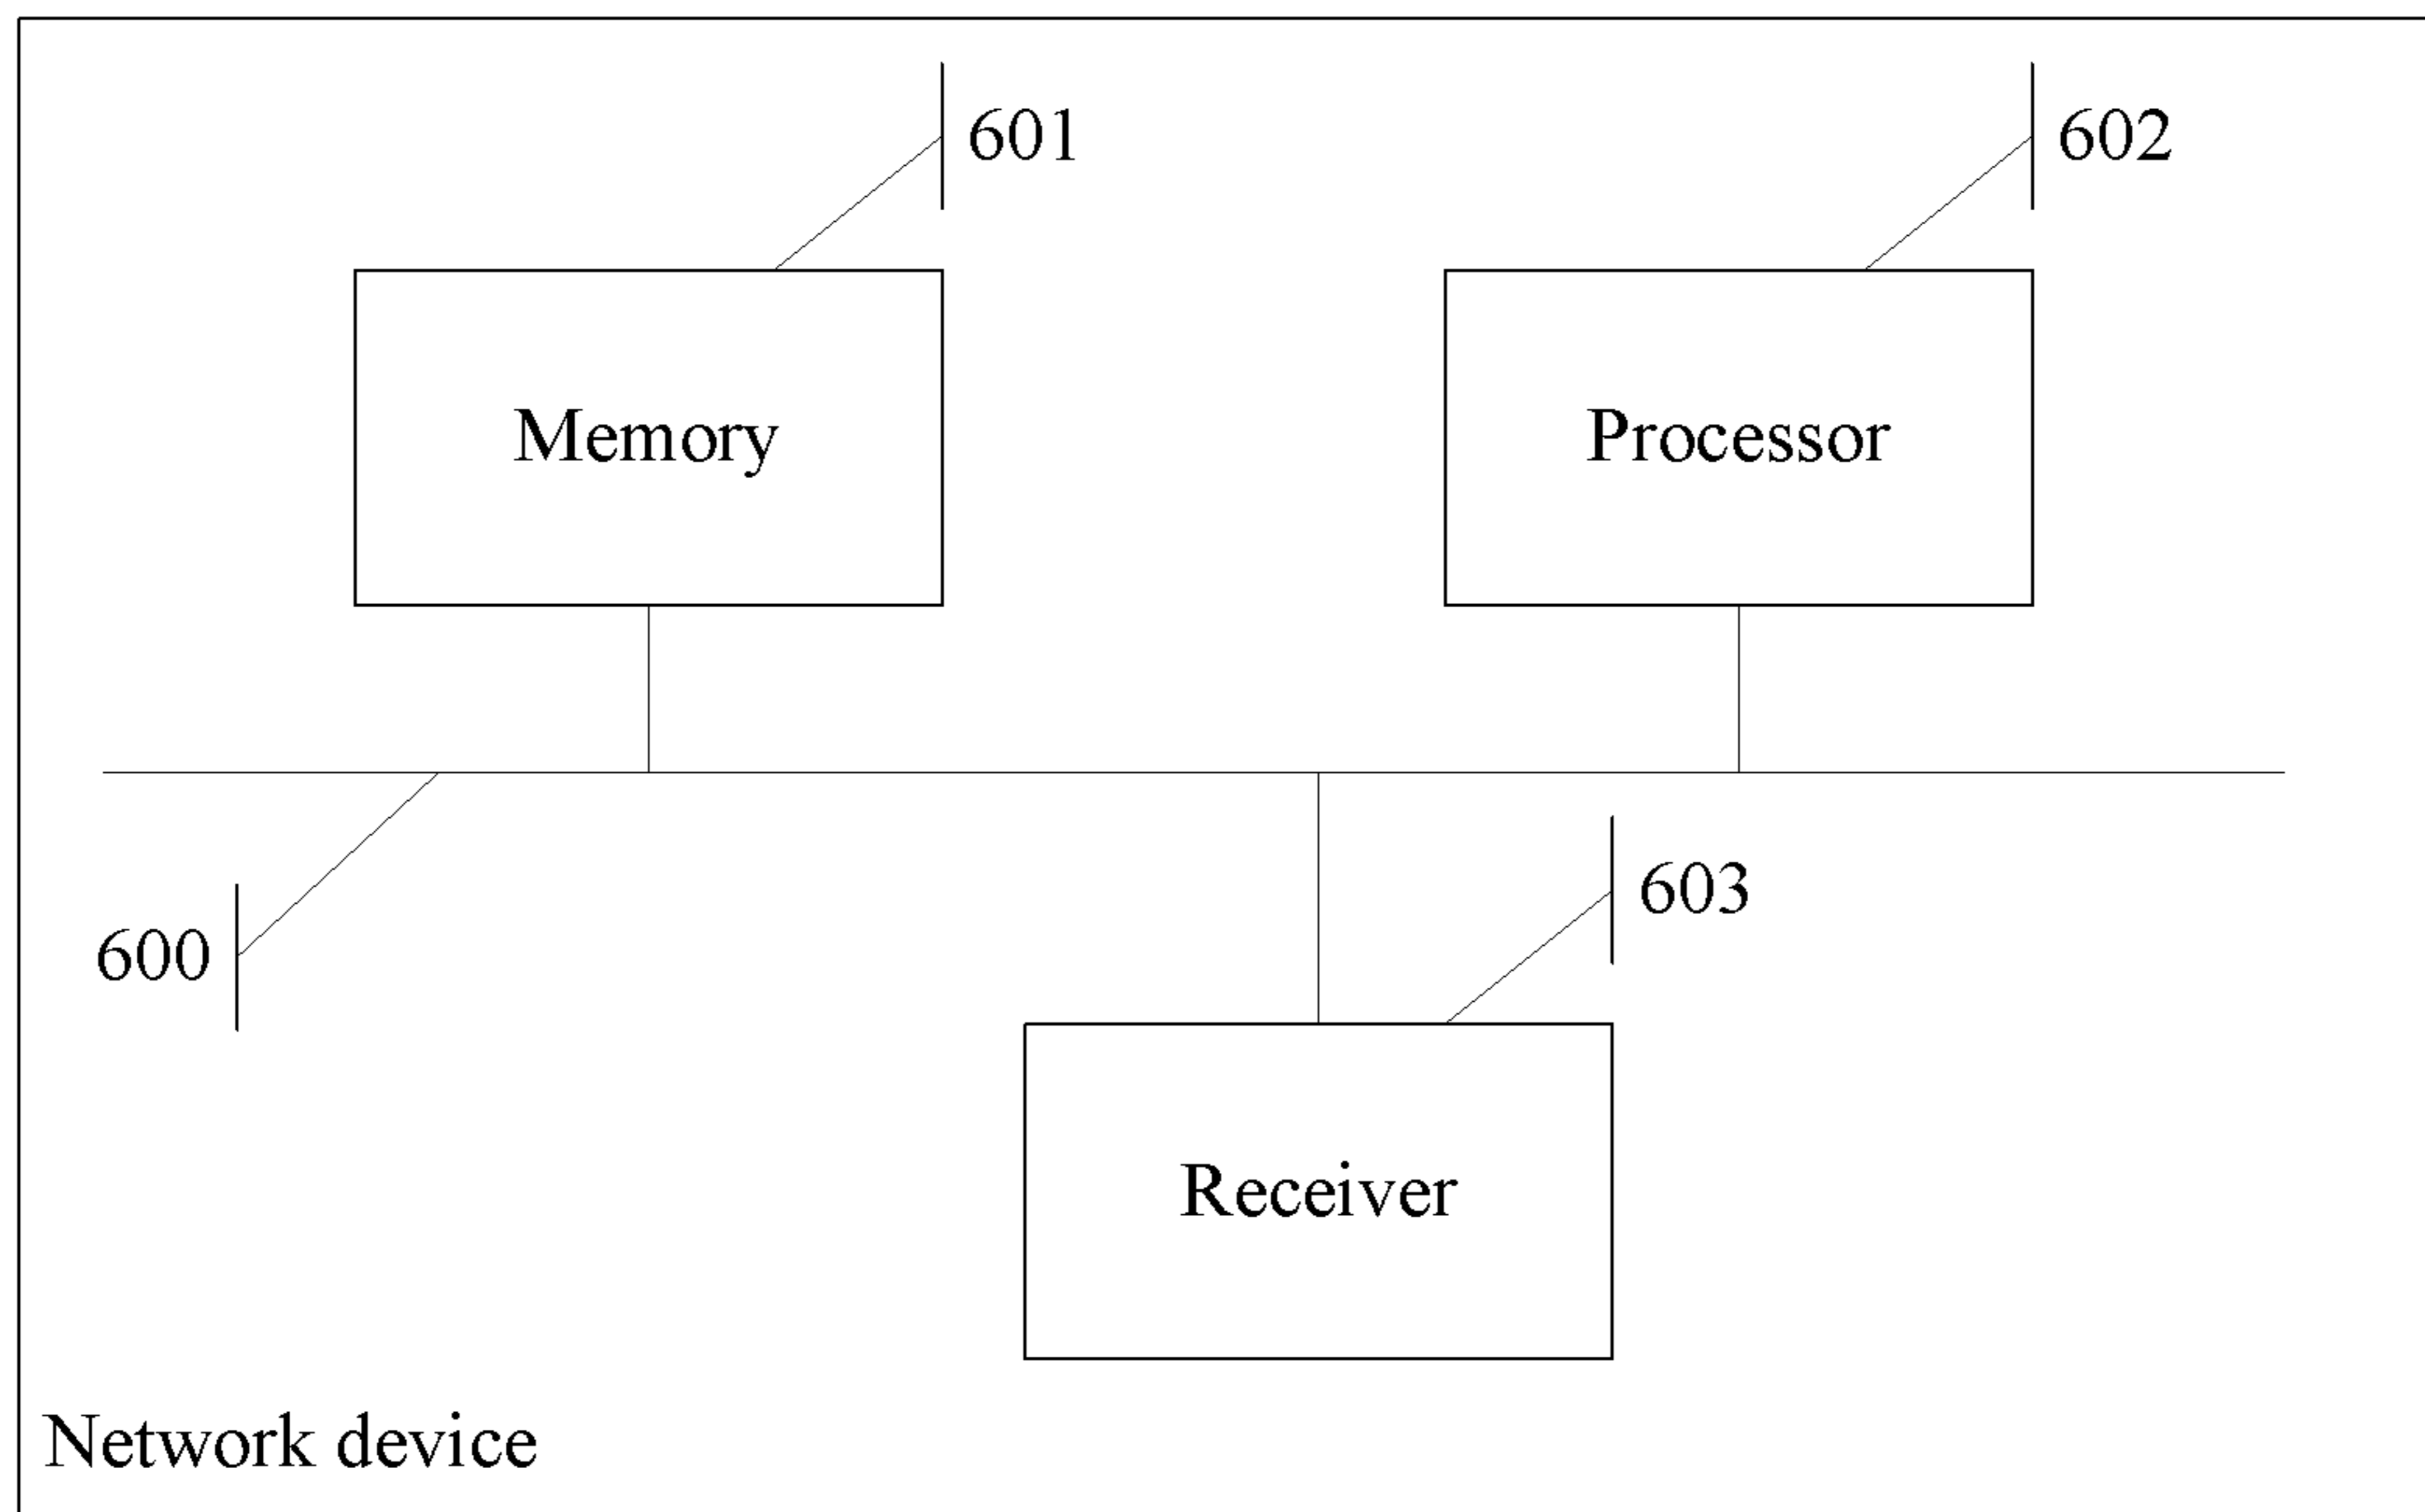 601
602
Memory
Processor
603
600
Receiver
Network device